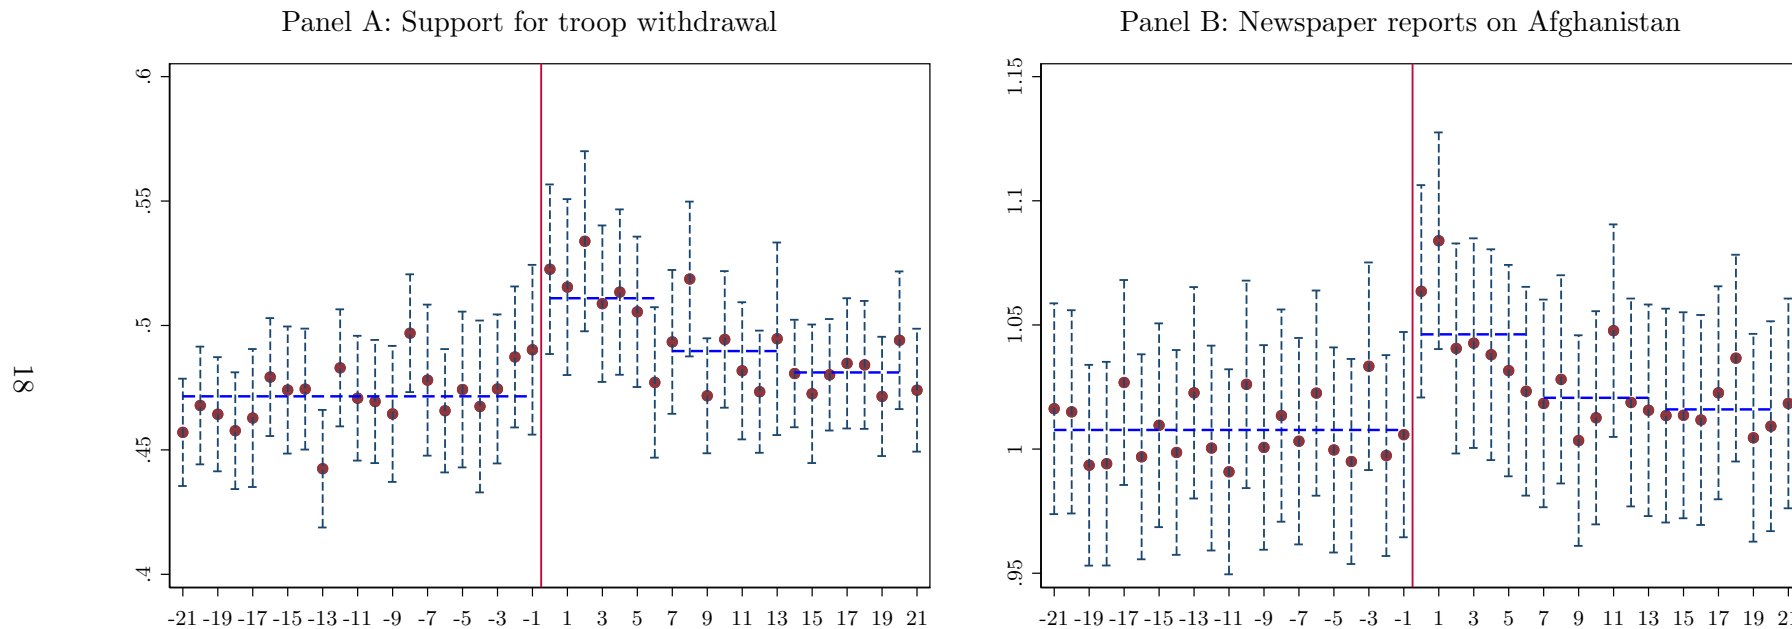 Panel A: Support for troop withdrawal
.6
.55
.5
.45
.4
-21 -19 -17 -15 -13 -11 -9 -7 -5 -3 -1 1 3 5 7 9 11 13 15 17 19 21
Panel B: Newspaper reports on Afghanistan
1.15
1.1
1.05
1
.95
-21 -19 -17 -15 -13 -11 -9 -7 -5 -3 -1 1 3 5 7 9 11 13 15 17 19 21
18